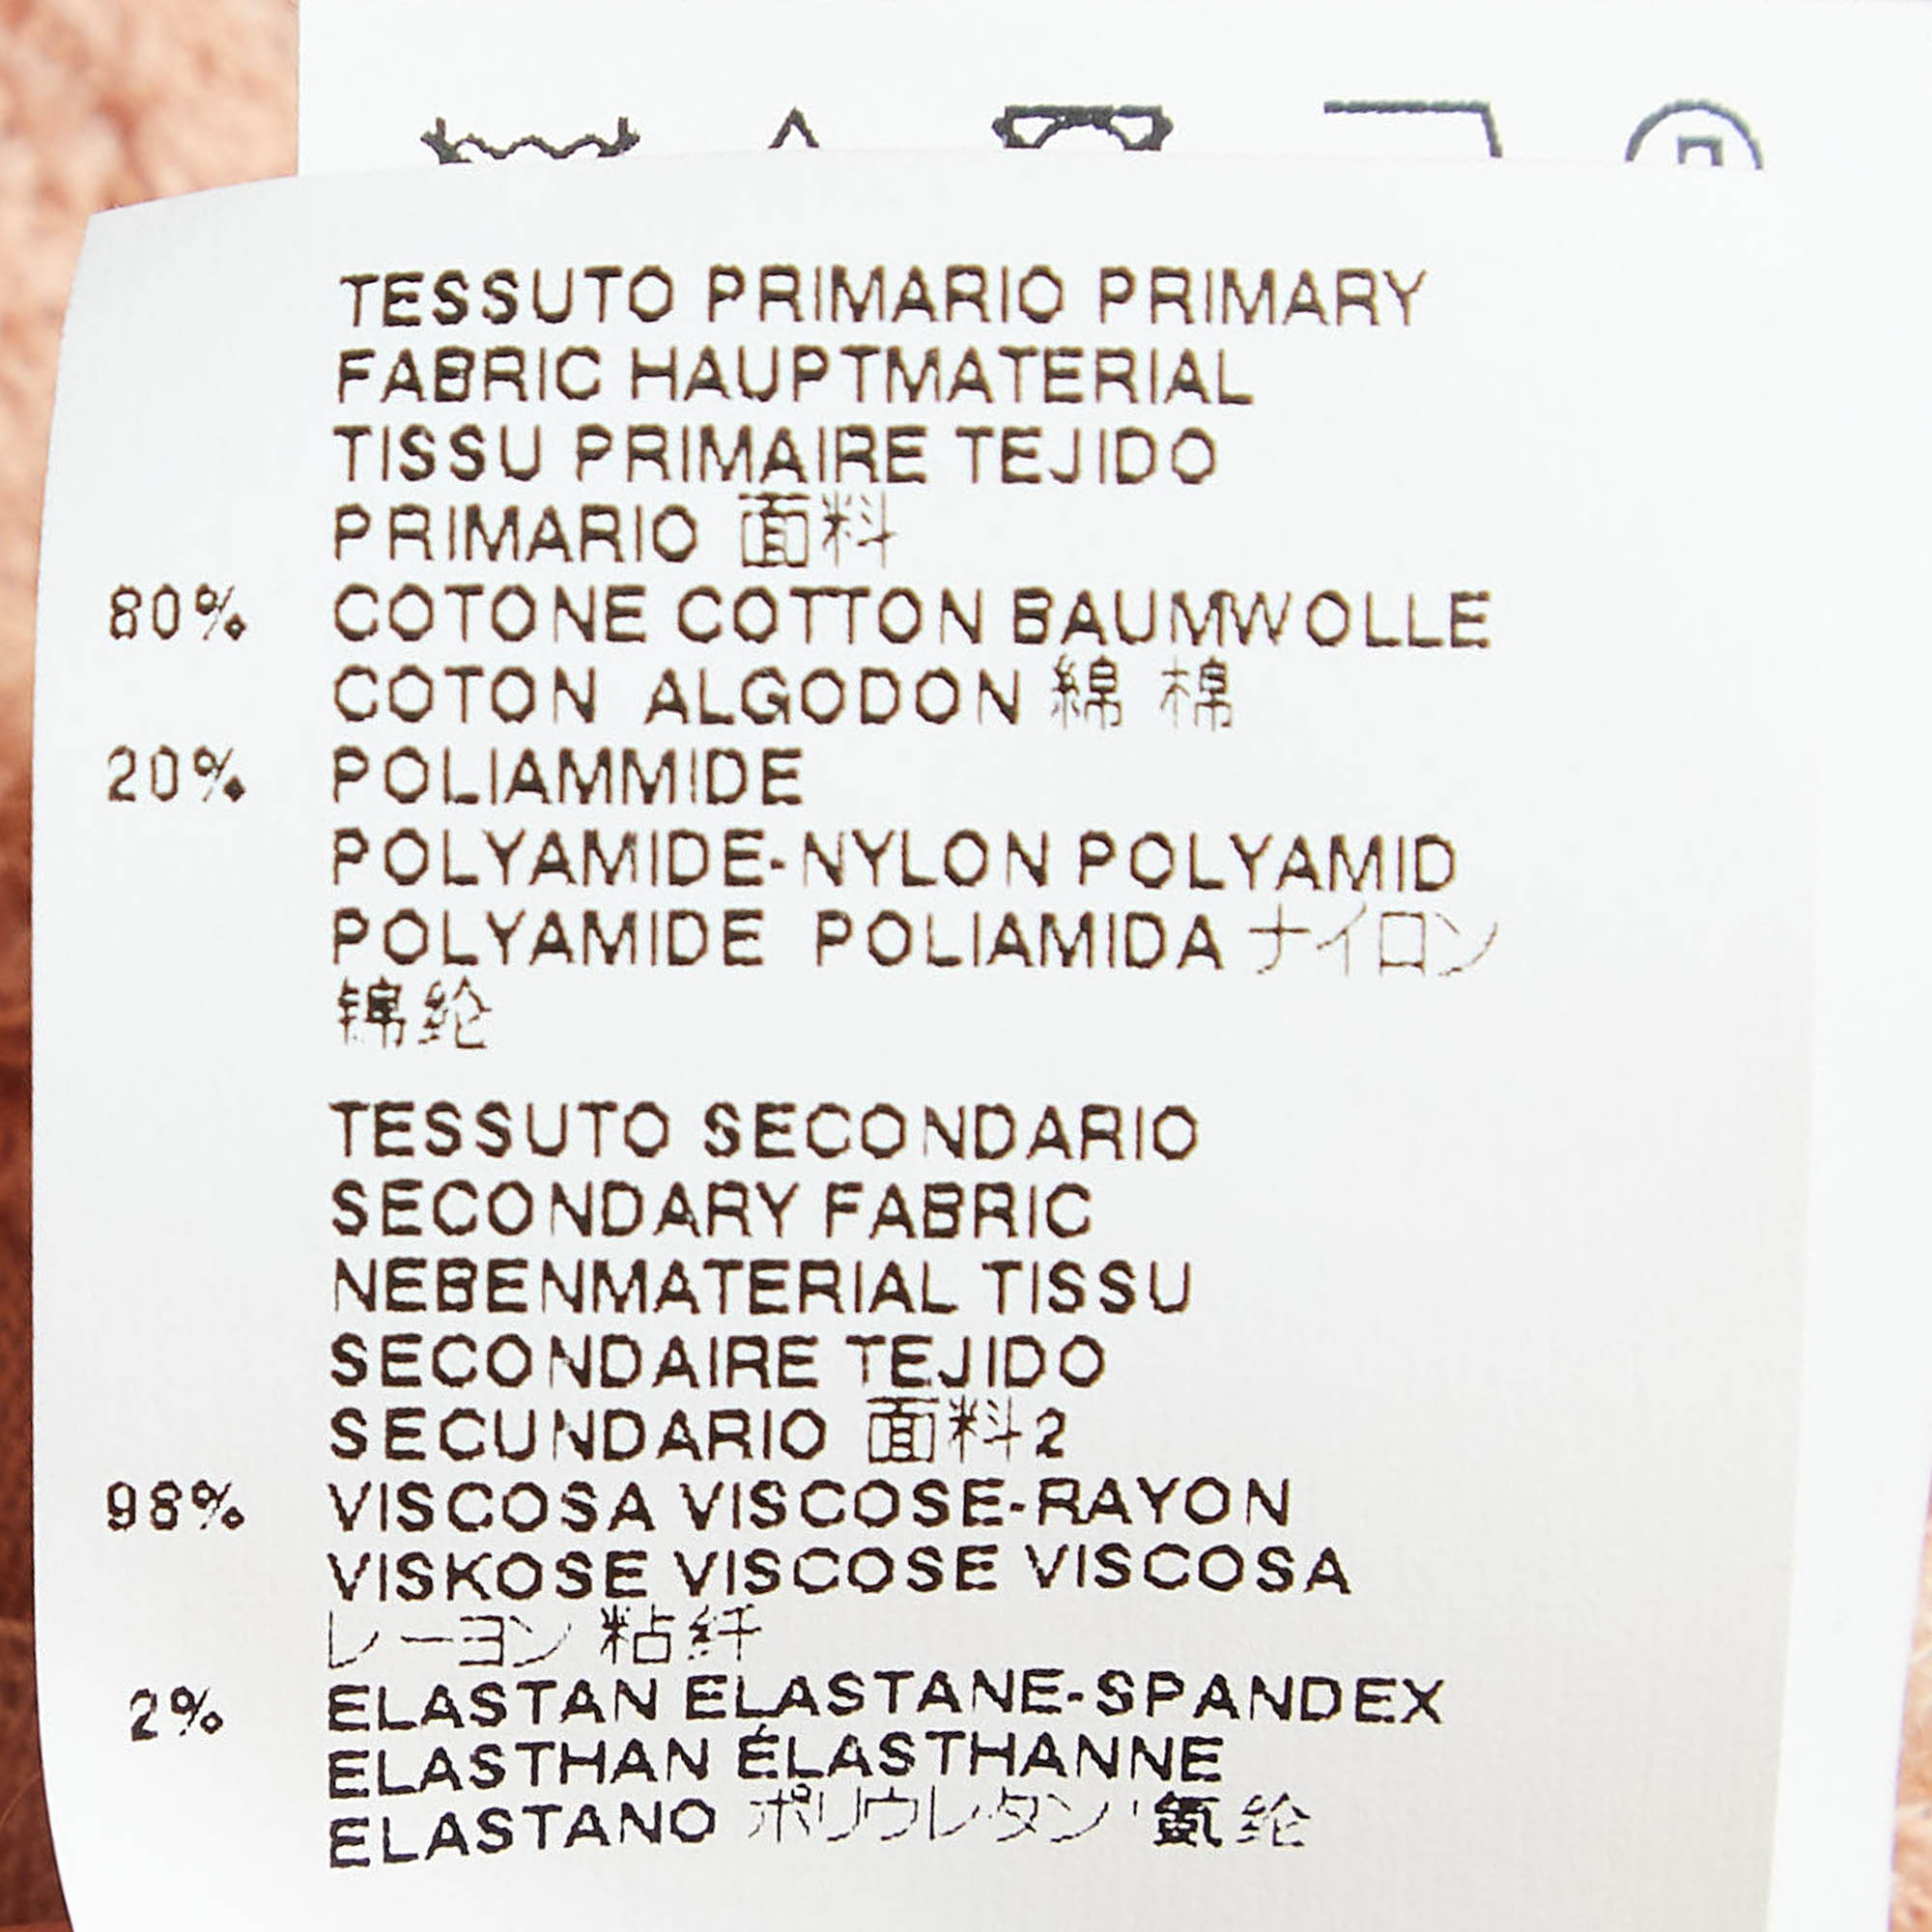 TESSUTO PRIMARIO PRIMARY
FABRIC HAUPTMATERIAL
TISSU PRIMAIRE TEJIDO
PRIMARIO 面料
80% COTONE COTTON BAUMWOLLE
COTON ALGODON 綿 棉
20% POLIAMMIDE
POLYAMIDE-NYLON POLYAMID
POLYAMIDE POLIAMIDA ナイロン
锦纶
TESSUTO SECONDARIO
SECONDARY FABRIC
NEBENMATERIAL TISSU
SECONDAIRE TEJIDO
SECUNDARIO 面料2
98% VISCOSA VISCOSE-RAYON
VISKOSE VISCOSE VISCOSA
レーヨン 粘纤
2% ELASTAN ELASTANE-SPANDEX
ELASTHAN ÉLASTHANNE
ELASTANO ポリウレタン 氨纶